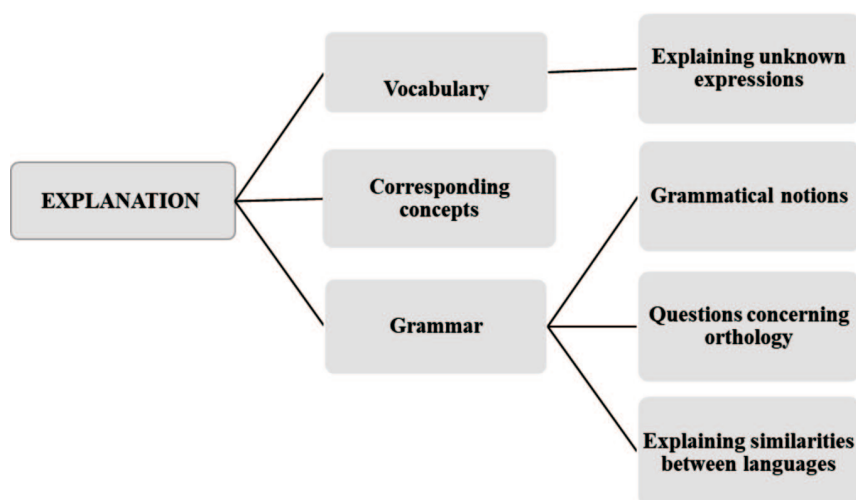 EXPLANATION
Vocabulary
Corresponding
concepts
Grammar
Explaining unknown
expressions
Grammatical notions
Questions concerning
orthology
Explaining similarities
between languages